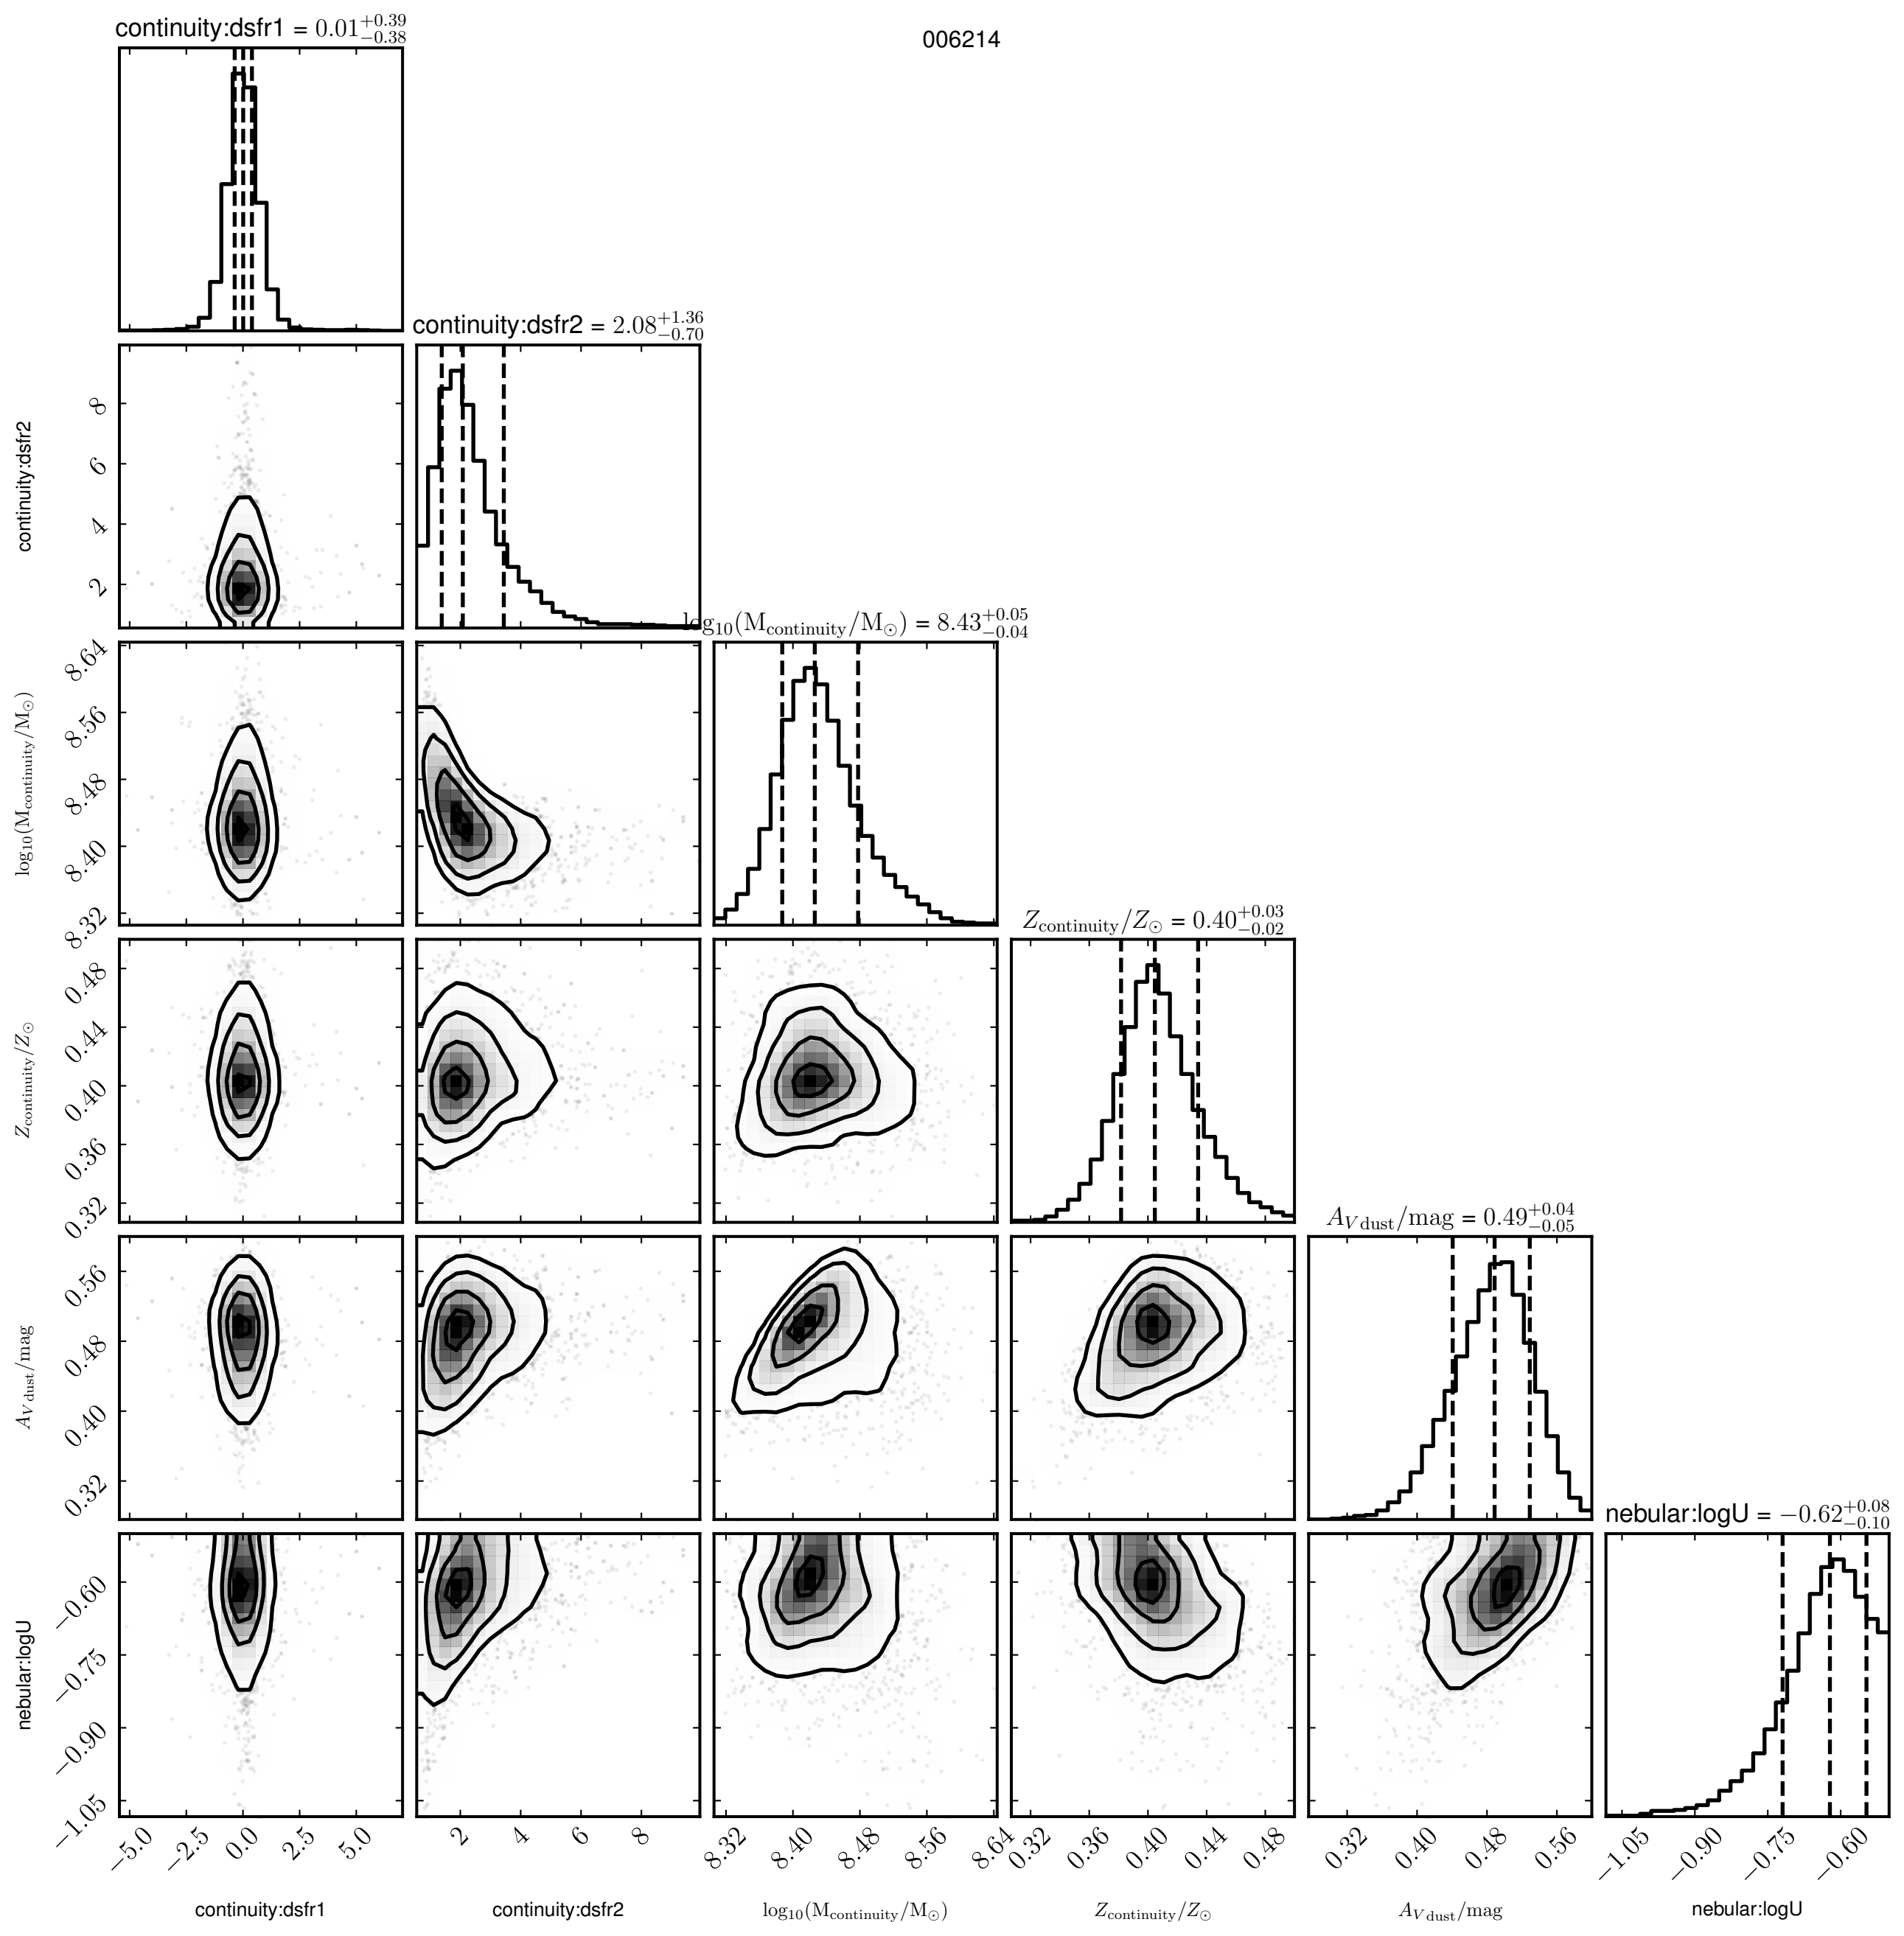 continuity:dsfr1 = 0.01+0.39−0.38
006214
continuity:dsfr2 = 2.08+1.36−0.70
continuity:dsfr2
8
6
4
2
log10(Mcontinuity/M⊙) = 8.43+0.05−0.04
log10(Mcontinuity/M⊙)
8.64
8.56
8.48
8.40
8.32
Zcontinuity/Z⊙ = 0.40+0.03−0.02
Zcontinuity/Z⊙
0.48
0.44
0.40
0.36
0.32
AV dust/mag = 0.49+0.04−0.05
AV dust/mag
0.56
0.48
0.40
0.32
nebular:logU = −0.62+0.08−0.10
nebular:logU
−0.60
−0.75
−0.90
−1.05
−5.0 −2.5 0.0 2.5 5.0
2 4 6 8
8.32 8.40 8.48 8.56 8.64
0.32 0.36 0.40 0.44 0.48
0.32 0.40 0.48 0.56
−1.05 −0.90 −0.75 −0.60
continuity:dsfr1
continuity:dsfr2
log10(Mcontinuity/M⊙)
Zcontinuity/Z⊙
AV dust/mag
nebular:logU